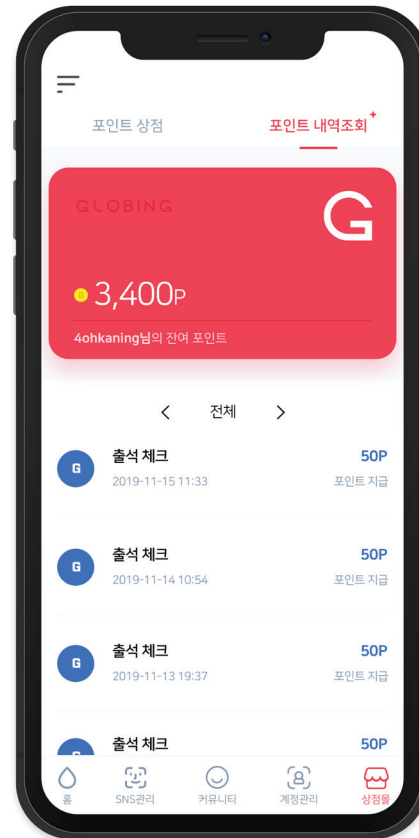 포인트 상점
포인트 내역조회+
GLOBING
G
G 3,400P
4ohkaning님의 잔여 포인트
< 전체 >
G 출석 체크 50P
2019-11-15 11:33 포인트 지급
G 출석 체크 50P
2019-11-14 10:54 포인트 지급
G 출석 체크 50P
2019-11-13 19:37 포인트 지급
출석 체크 50P
홈 SNS관리 커뮤니티 계정관리 상점몰